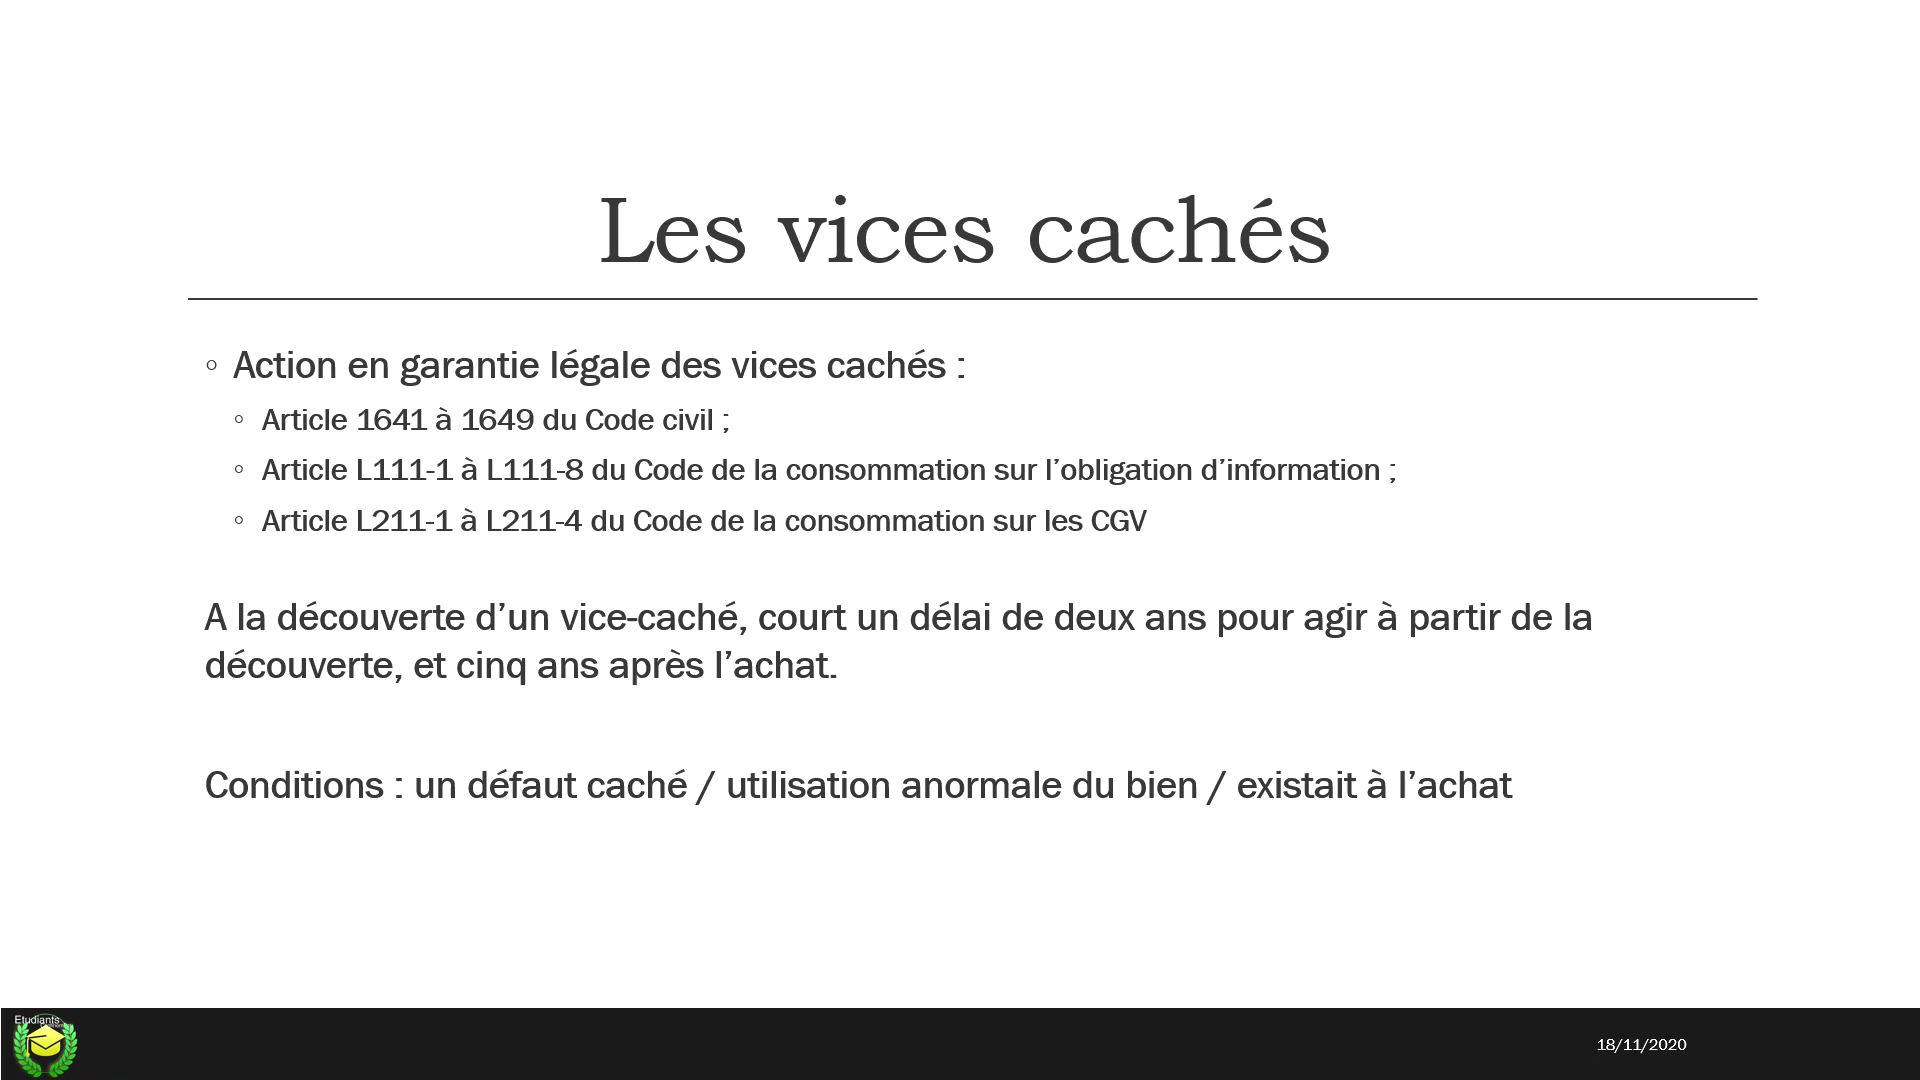 Les vices cachés
◦ Action en garantie légale des vices cachés :
◦ Article 1641 à 1649 du Code civil ;
◦ Article L111-1 à L111-8 du Code de la consommation sur l’obligation d’information ;
◦ Article L211-1 à L211-4 du Code de la consommation sur les CGV
A la découverte d’un vice-caché, court un délai de deux ans pour agir à partir de la
découverte, et cinq ans après l’achat.
Conditions : un défaut caché / utilisation anormale du bien / existait à l’achat
Etudiants
18/11/2020